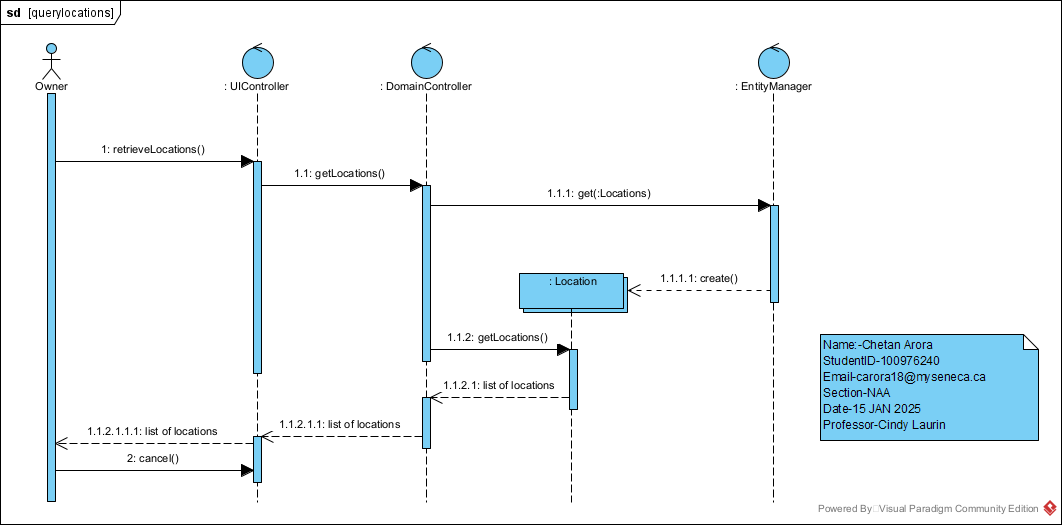 sd [querylocations]
Owner
: UIController
: DomainController
: EntityManager
1: retrieveLocations()
1.1: getLocations()
1.1.1: get(:Locations)
: Location
1.1.1.1: create()
1.1.2: getLocations()
1.1.2.1: list of locations
1.1.2.1.1: list of locations
1.1.2.1.1.1: list of locations
2: cancel()
Name:-Chetan Arora
StudentID-100976240
Email-carora18@myseneca.ca
Section-NAA
Date-15 JAN 2025
Professor-Cindy Laurin
Powered By Visual Paradigm Community Edition